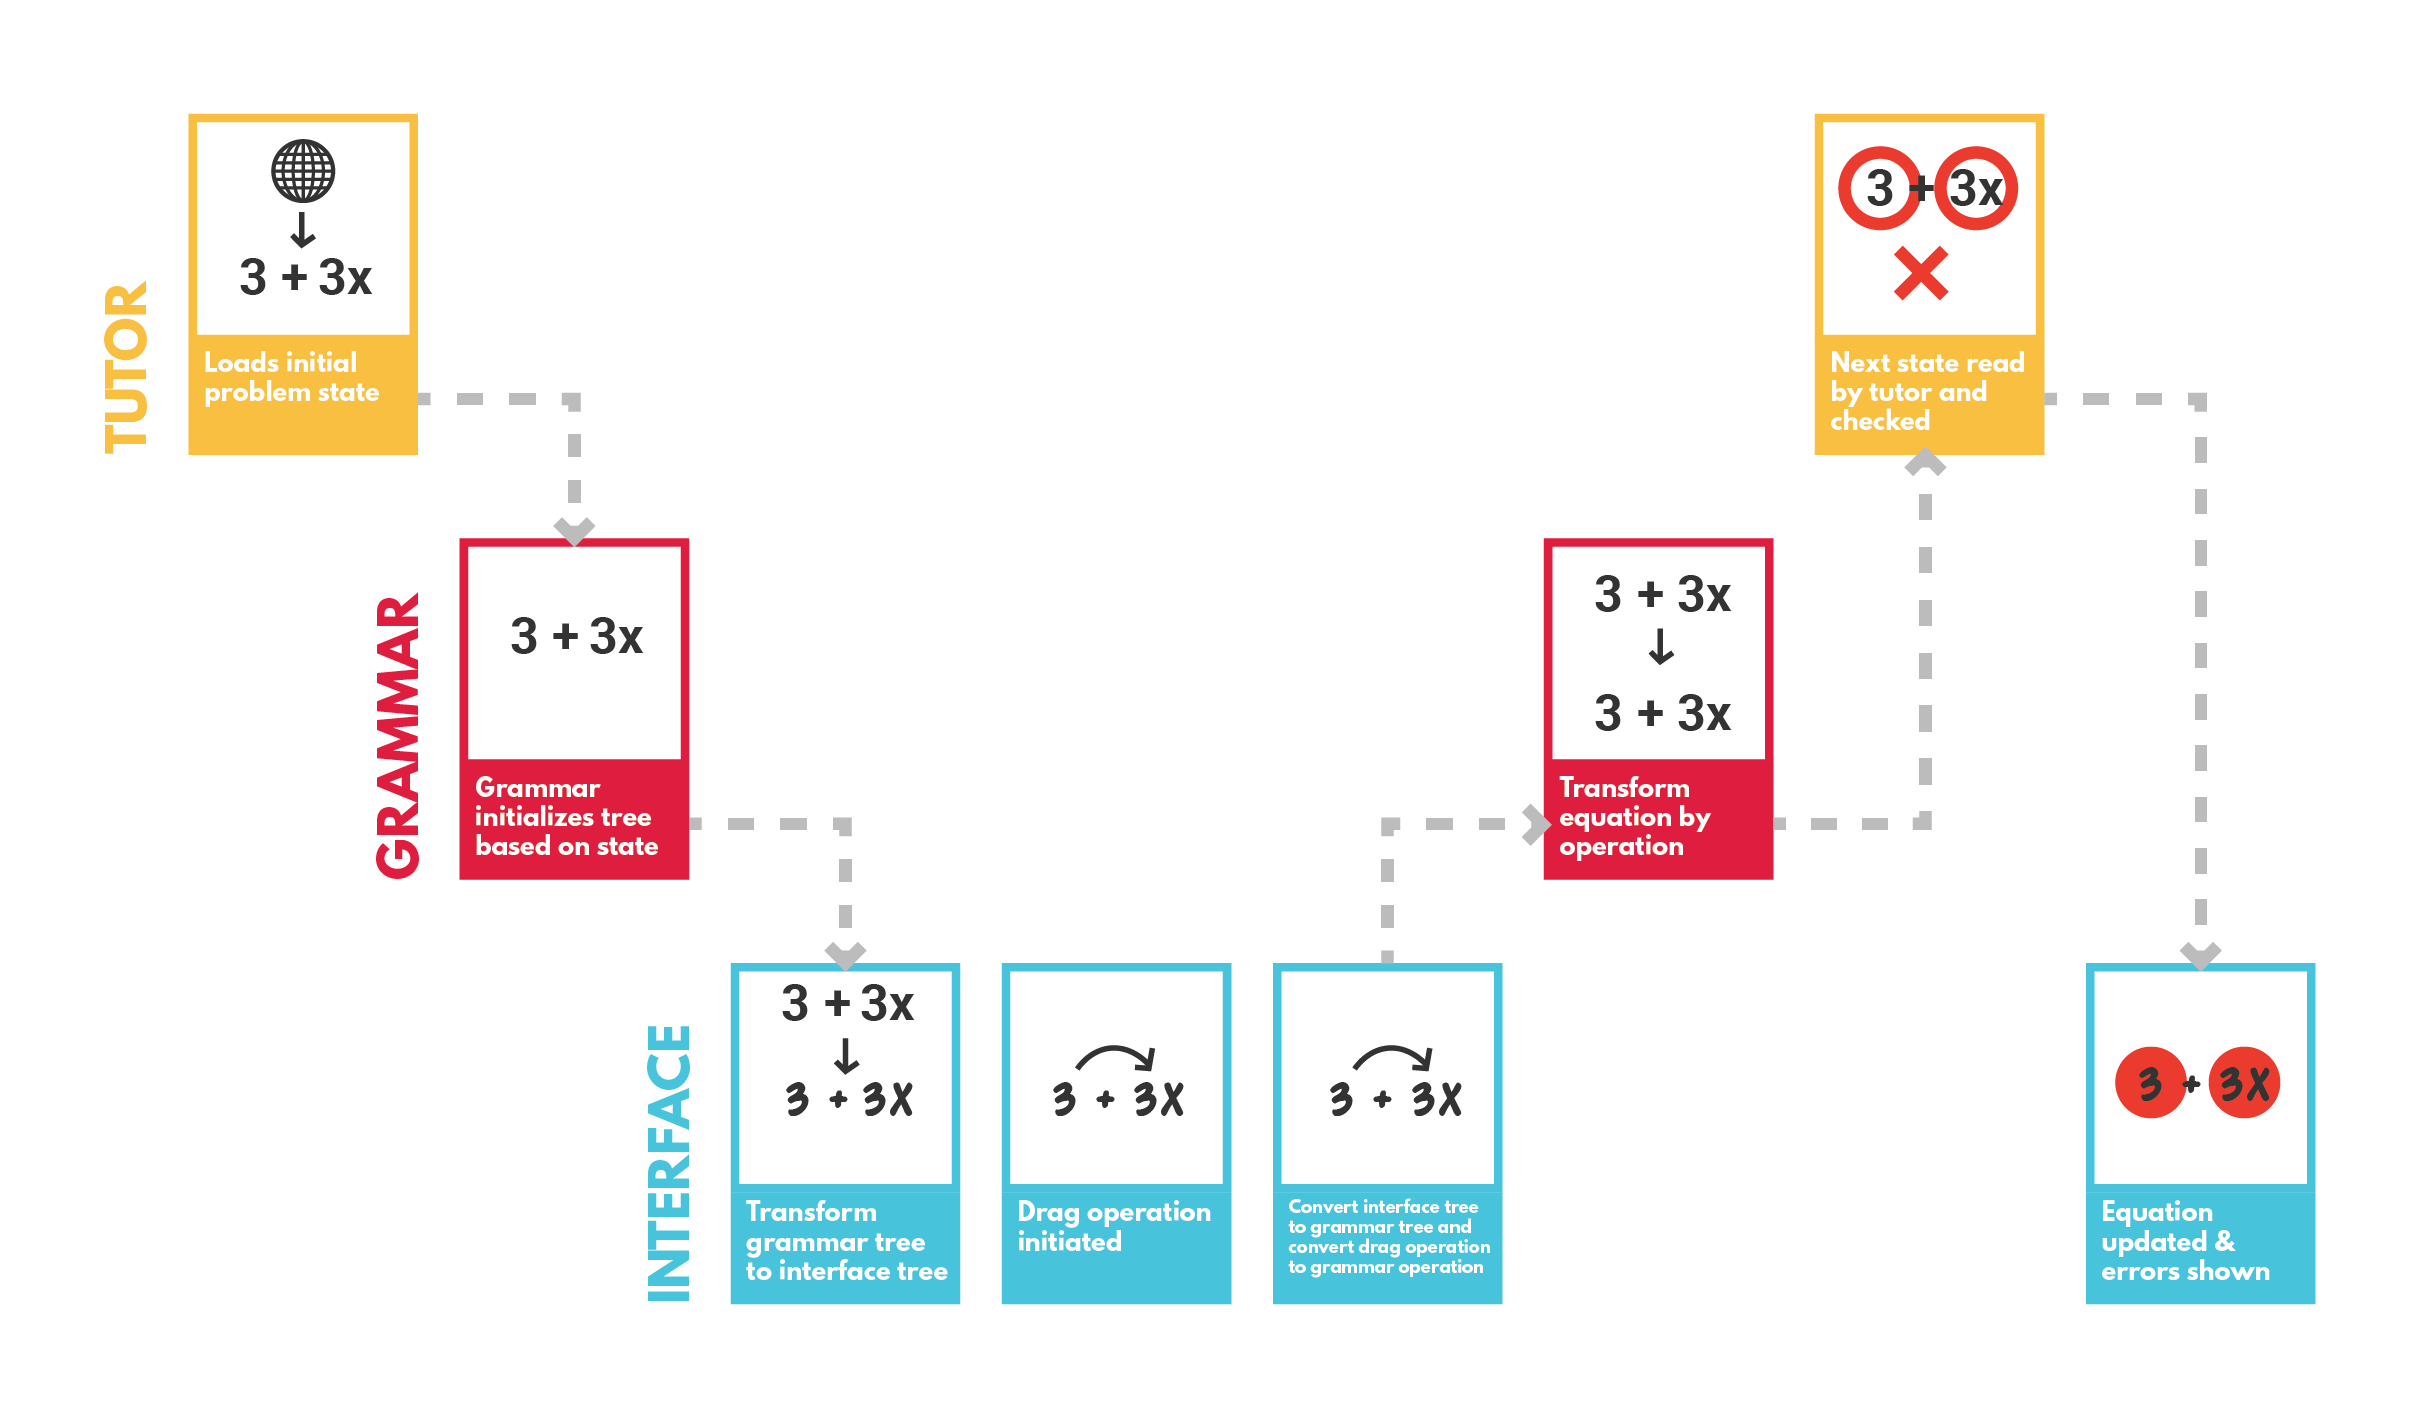 TUTOR
3 + 3x
Loads initial
problem state
GRAMMAR
3 + 3x
Grammar
initializes tree
based on state
INTERFACE
3 + 3x
3 + 3X
Transform
grammar tree
to interface tree
3 + 3X
Drag operation
initiated
3 + 3X
Convert interface tree
to grammar tree and
convert drag operation
to grammar operation
3 + 3x
3 + 3x
Transform
equation by
operation
3 + 3x
Next state read
by tutor and
checked
3 + 3X
Equation
updated &
errors shown